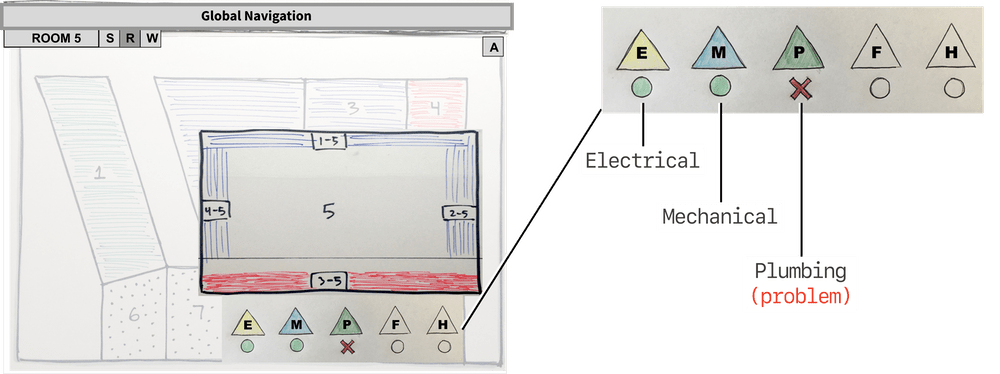 Global Navigation
ROOM 5 S R W
A
1
3
4
1-5
4-5
5
2-5
3-5
6
7
E M P F H
E M P F H
Electrical
Mechanical
Plumbing
(problem)